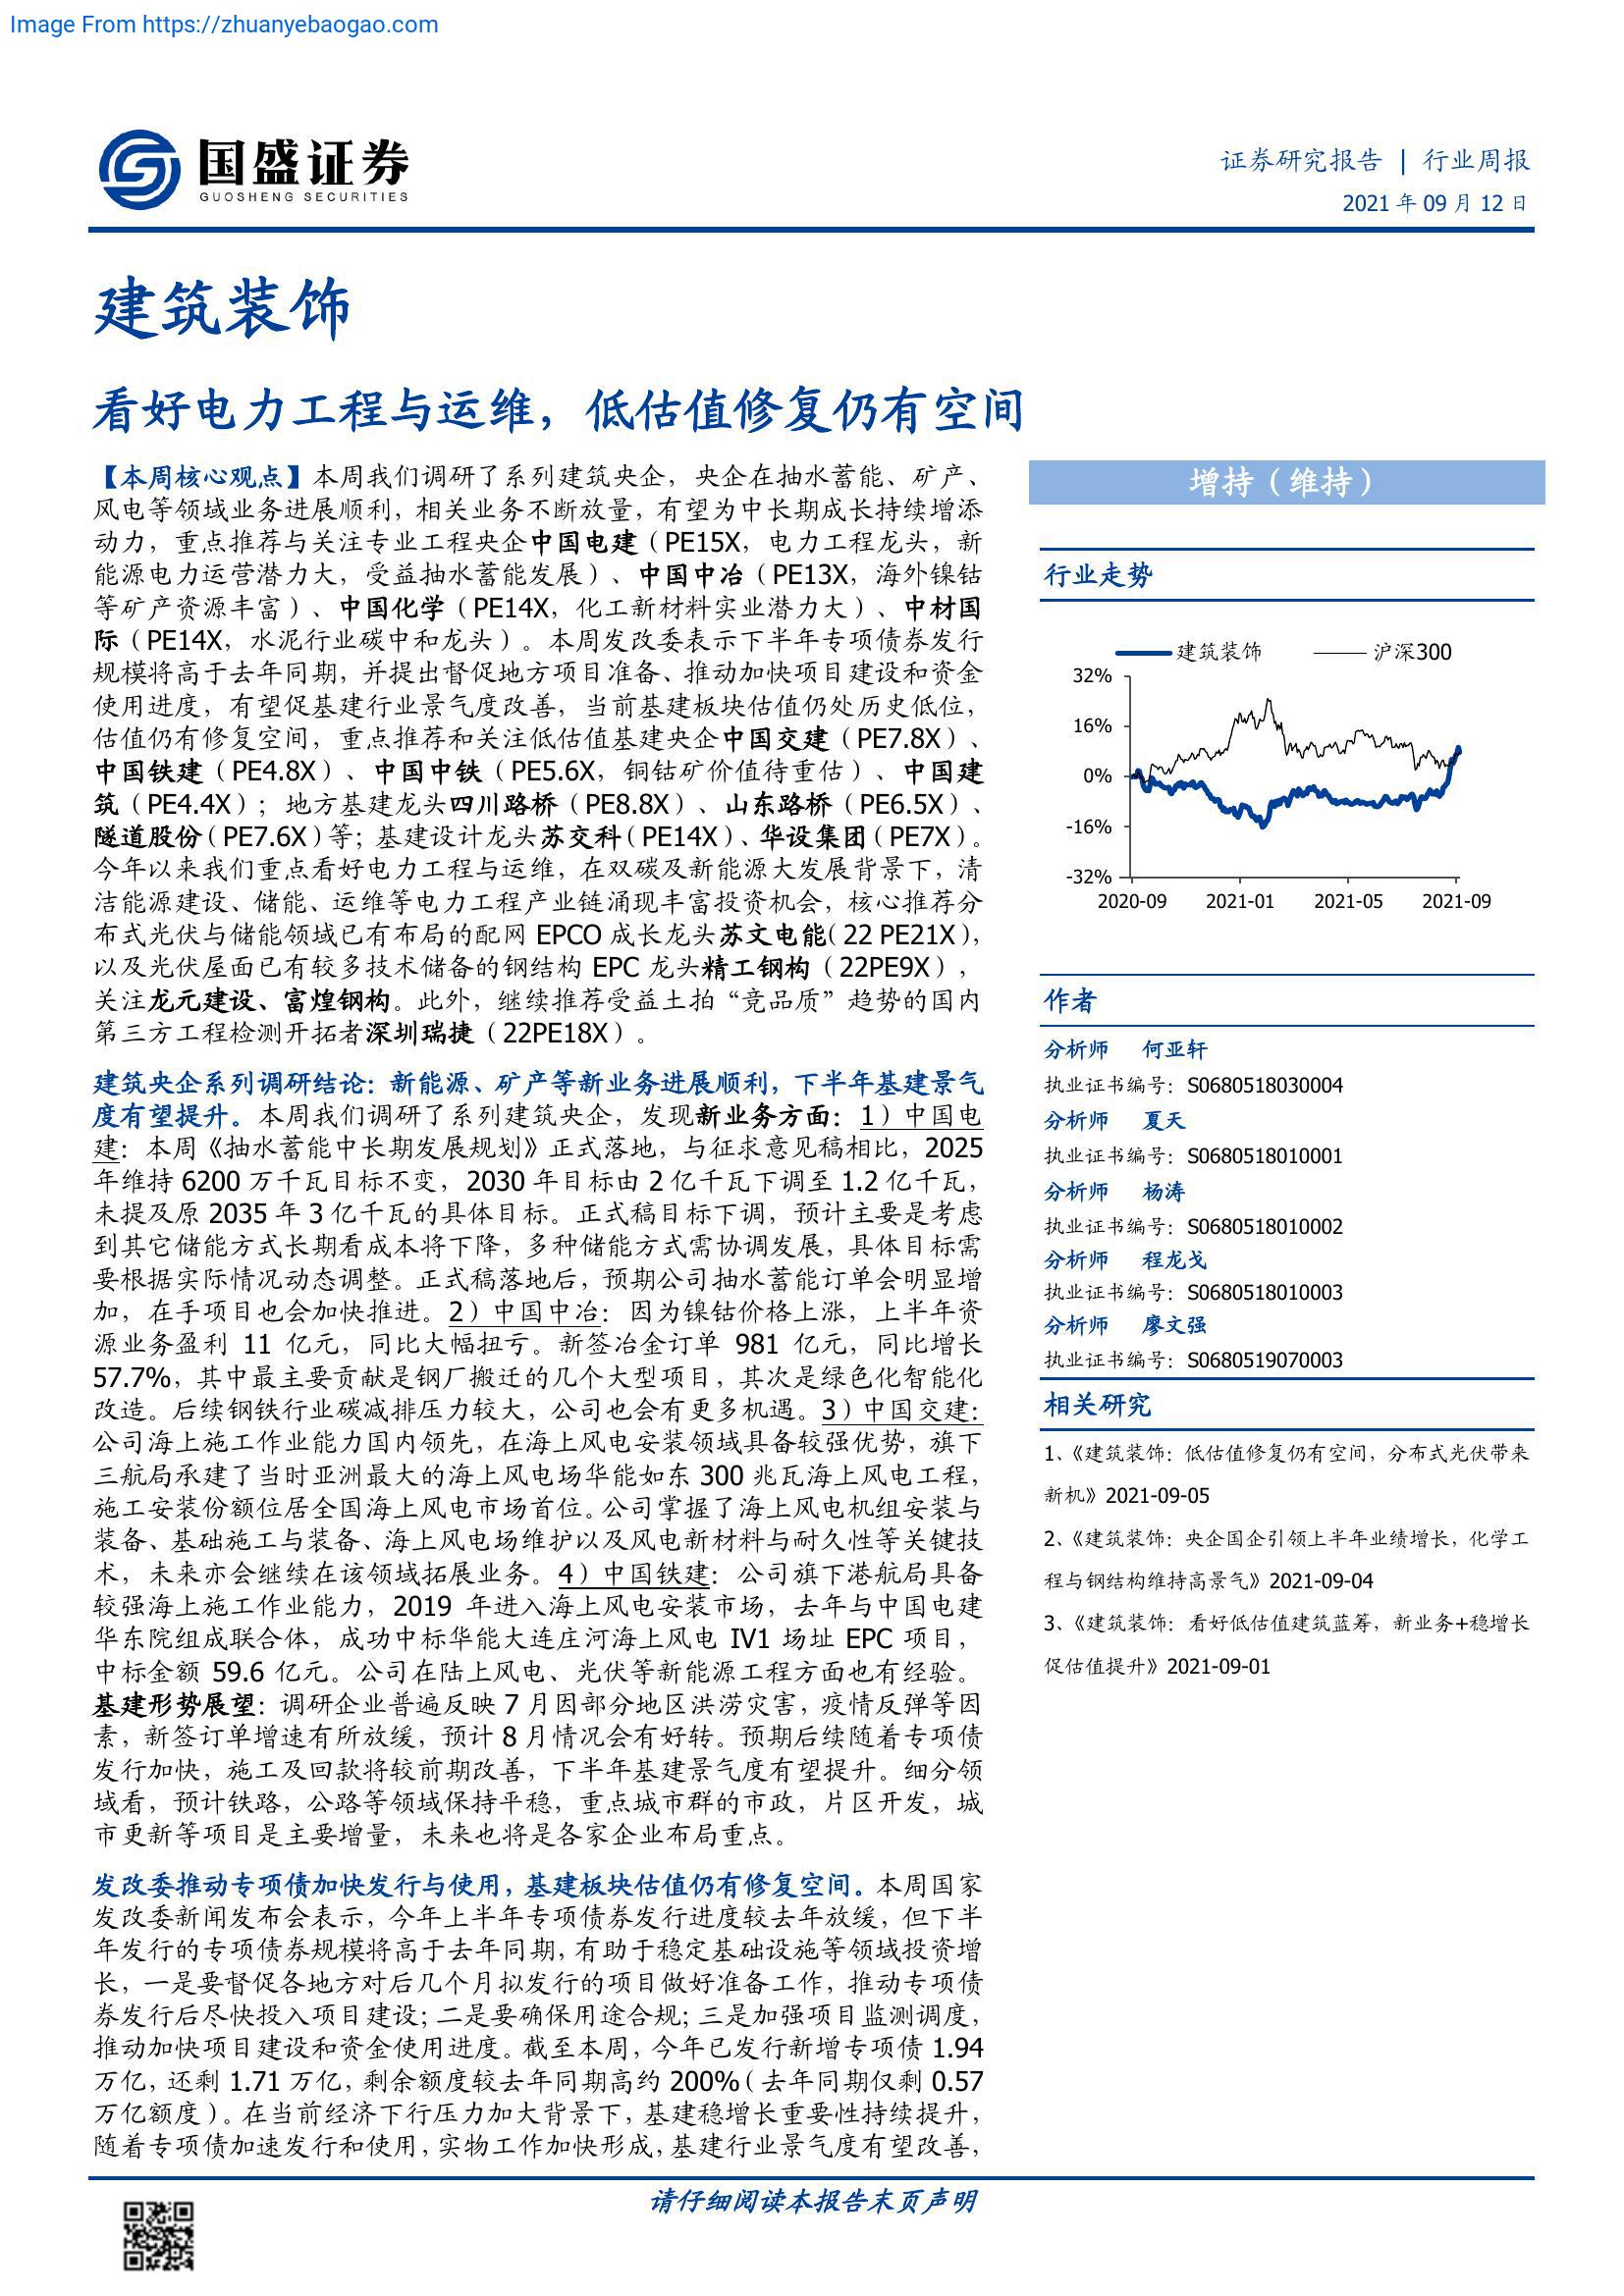 Image From https://zhuanyebaogao.com
国盛证券
GUOSHENG SECURITIES
证券研究报告 | 行业周报
2021 年 09 月 12 日
建筑装饰
看好电力工程与运维，低估值修复仍有空间
【本周核心观点】本周我们调研了系列建筑央企，央企在抽水蓄能、矿产、
风电等领域业务进展顺利，相关业务不断放量，有望为中长期成长持续增添
动力，重点推荐与关注专业工程央企中国电建（PE15X，电力工程龙头，新
能源电力运营潜力大，受益抽水蓄能发展）、中国中冶（PE13X，海外镍钴
等矿产资源丰富）、中国化学（PE14X，化工新材料实业潜力大）、中材国
际（PE14X，水泥行业碳中和龙头）。本周发改委表示下半年专项债券发行
规模将高于去年同期，并提出督促地方项目准备、推动加快项目建设和资金
使用进度，有望促基建行业景气度改善，当前基建板块估值仍处历史低位，
估值仍有修复空间，重点推荐和关注低估值基建央企中国交建（PE7.8X）、
中国铁建（PE4.8X）、中国中铁（PE5.6X，铜钴矿价值待重估）、中国建
筑（PE4.4X）；地方基建龙头四川路桥（PE8.8X）、山东路桥（PE6.5X）、
隧道股份（PE7.6X）等；基建设计龙头苏交科（PE14X）、华设集团（PE7X）。
今年以来我们重点看好电力工程与运维，在双碳及新能源大发展背景下，清
洁能源建设、储能、运维等电力工程产业链涌现丰富投资机会，核心推荐分
布式光伏与储能领域已有布局的配网 EPCO 成长龙头苏文电能（22 PE21X），
以及光伏屋面已有较多技术储备的钢结构 EPC 龙头精工钢构（22PE9X），
关注龙元建设、富煌钢构。此外，继续推荐受益土拍“竞品质”趋势的国内
第三方工程检测开拓者深圳瑞捷（22PE18X）。
建筑央企系列调研结论：新能源、矿产等新业务进展顺利，下半年基建景气
度有望提升。本周我们调研了系列建筑央企，发现新业务方面：1）中国电
建：本周《抽水蓄能中长期发展规划》正式落地，与征求意见稿相比，2025
年维持 6200 万千瓦目标不变，2030 年目标由 2 亿千瓦下调至 1.2 亿千瓦，
未提及原 2035 年 3 亿千瓦的具体目标。正式稿目标下调，预计主要是考虑
到其它储能方式长期看成本将下降，多种储能方式需协调发展，具体目标需
要根据实际情况动态调整。正式稿落地后，预期公司抽水蓄能订单会明显增
加，在手项目也会加快推进。2）中国中冶：因为镍钴价格上涨，上半年资
源业务盈利 11 亿元，同比大幅扭亏。新签冶金订单 981 亿元，同比增长
57.7%，其中最主要贡献是钢厂搬迁的几个大型项目，其次是绿色化智能化
改造。后续钢铁行业碳减排压力较大，公司也会有更多机遇。3）中国交建：
公司海上施工作业能力国内领先，在海上风电安装领域具备较强优势，旗下
三航局承建了当时亚洲最大的海上风电场华能如东 300 兆瓦海上风电工程，
施工安装份额位居全国海上风电市场首位。公司掌握了海上风电机组安装与
装备、基础施工与装备、海上风电场维护以及风电新材料与耐久性等关键技
术，未来亦会继续在该领域拓展业务。4）中国铁建：公司旗下港航局具备
较强海上施工作业能力，2019 年进入海上风电安装市场，去年与中国电建
华东院组成联合体，成功中标华能大连庄河海上风电 IV1 场址 EPC 项目，
中标金额 59.6 亿元。公司在陆上风电、光伏等新能源工程方面也有经验。
基建形势展望：调研企业普遍反映 7 月因部分地区洪涝灾害，疫情反弹等因
素，新签订单增速有所放缓，预计 8 月情况会有好转。预期后续随着专项债
发行加快，施工及回款将较前期改善，下半年基建景气度有望提升。细分领
域看，预计铁路，公路等领域保持平稳，重点城市群的市政，片区开发，城
市更新等项目是主要增量，未来也将是各家企业布局重点。
发改委推动专项债加快发行与使用，基建板块估值仍有修复空间。本周国家
发改委新闻发布会表示，今年上半年专项债券发行进度较去年放缓，但下半
年发行的专项债券规模将高于去年同期，有助于稳定基础设施等领域投资增
长，一是要督促各地方对后几个月拟发行的项目做好准备工作，推动专项债
券发行后尽快投入项目建设；二是要确保用途合规；三是加强项目监测调度，
推动加快项目建设和资金使用进度。截至本周，今年已发行新增专项债 1.94
万亿，还剩 1.71 万亿，剩余额度较去年同期高约 200%（去年同期仅剩 0.57
万亿额度）。在当前经济下行压力加大背景下，基建稳增长重要性持续提升，
随着专项债加速发行和使用，实物工作加快形成，基建行业景气度有望改善，
增持（维持）
行业走势
建筑装饰 沪深300
32%
16%
0%
-16%
-32%
2020-09 2021-01 2021-05 2021-09
作者
分析师 何亚轩
执业证书编号：S0680518030004
分析师 夏天
执业证书编号：S0680518010001
分析师 杨涛
执业证书编号：S0680518010002
分析师 程龙戈
执业证书编号：S0680518010003
分析师 廖文强
执业证书编号：S0680519070003
相关研究
1、《建筑装饰：低估值修复仍有空间，分布式光伏带来
新机》2021-09-05
2、《建筑装饰：央企国企引领上半年业绩增长，化学工
程与钢结构维持高景气》2021-09-04
3、《建筑装饰：看好低估值建筑蓝筹，新业务+稳增长
促估值提升》2021-09-01
请仔细阅读本报告末页声明